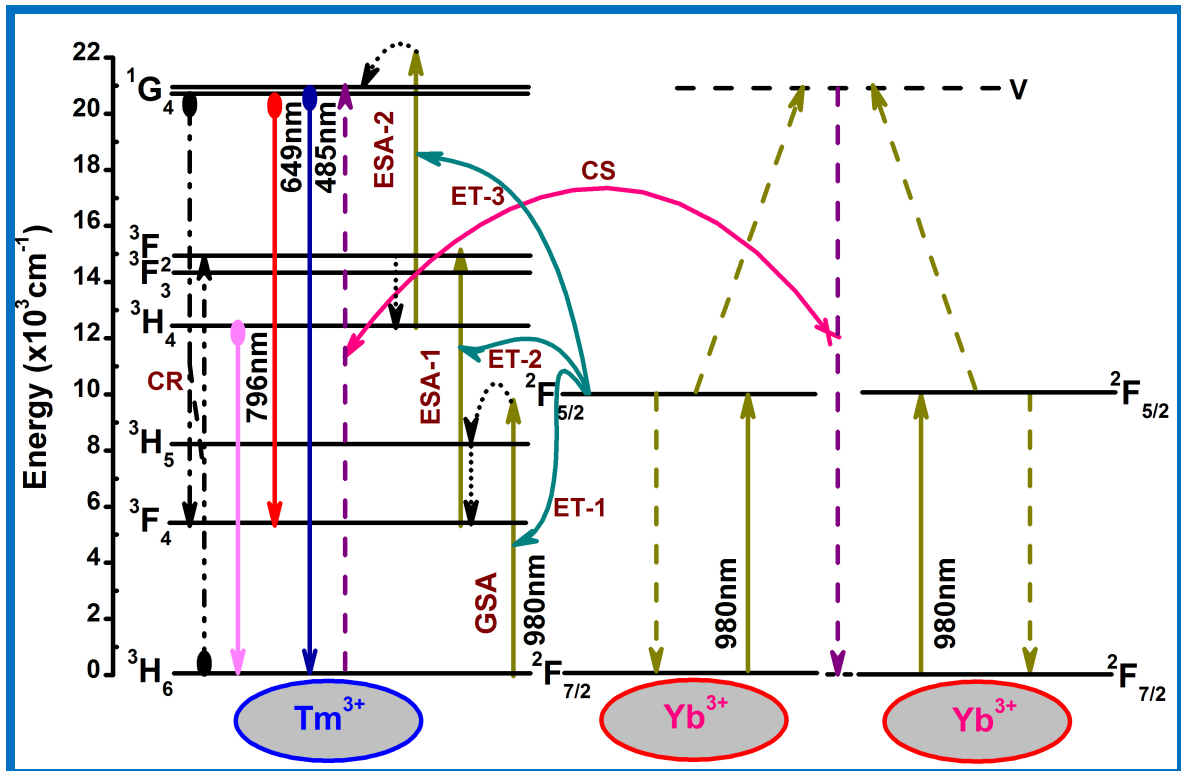 Energy (x10³cm⁻¹)
22
20
18
16
14
12
10
8
6
4
2
0
¹G₄
³F₂
³F₃
³H₄
³H₅
³F₄
³H₆
CR
796nm
649nm
485nm
ESA-2
ESA-1
GSA
980nm
ET-3
ET-2
ET-1
CS
V
²F₅/₂
²F₇/₂
980nm
980nm
²F₅/₂
²F₇/₂
Tm³⁺
Yb³⁺
Yb³⁺